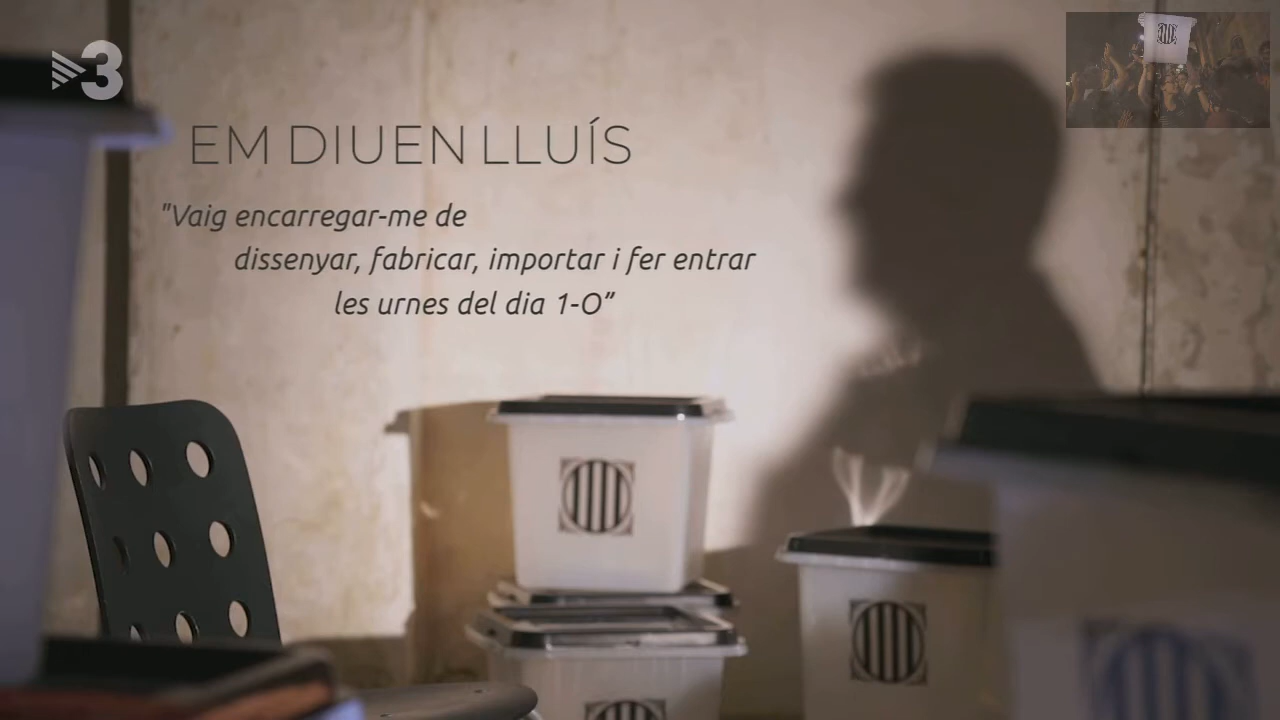 3
EM DIUEN LLUÍS
"Vaig encarregar-me de
dissenyar, fabricar, importar i fer entrar
les urnes del dia 1-O”